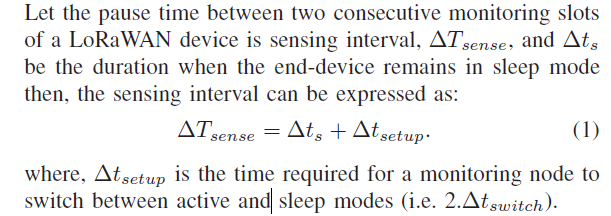 Let the pause time between two consecutive monitoring slots
of a LoRaWAN device is sensing interval, ΔT_sense, and Δt_s
be the duration when the end-device remains in sleep mode
then, the sensing interval can be expressed as:
ΔT_sense = Δt_s + Δt_setup. (1)
where, Δt_setup is the time required for a monitoring node to
switch between active and sleep modes (i.e. 2.Δt_switch).